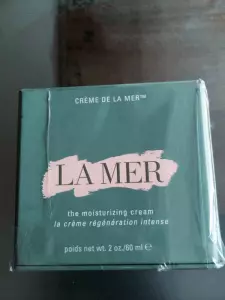 CRÈME DE LA MER™
LA MER
the moisturizing cream
la crème régénération intense
poids net wt. 2 oz./60 ml ℮